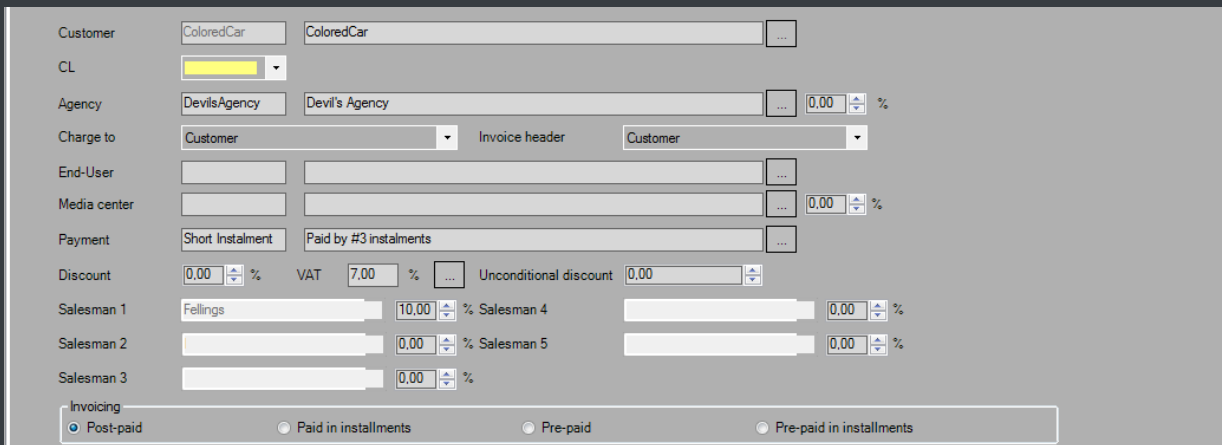 Customer ColoredCar ColoredCar ...
CL
Agency DevilsAgency Devil's Agency ... 0,00 %
Charge to Customer Invoice header Customer
End-User ...
Media center ... 0,00 %
Payment Short Instalment Paid by #3 instalments ...
Discount 0,00 % VAT 7,00 % ... Unconditional discount 0,00
Salesman 1 Fellings 10,00 % Salesman 4 0,00 %
Salesman 2 0,00 % Salesman 5 0,00 %
Salesman 3 0,00 %
Invoicing
Post-paid Paid in installments Pre-paid Pre-paid in installments